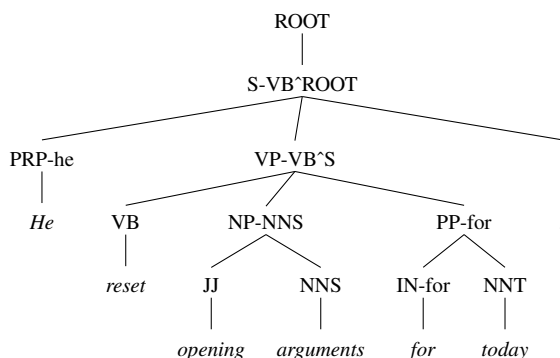 ROOT
S-VB^ROOT
PRP-he VP-VB^S
He VB NP-NNS PP-for
reset JJ NNS IN-for NNT
opening arguments for today